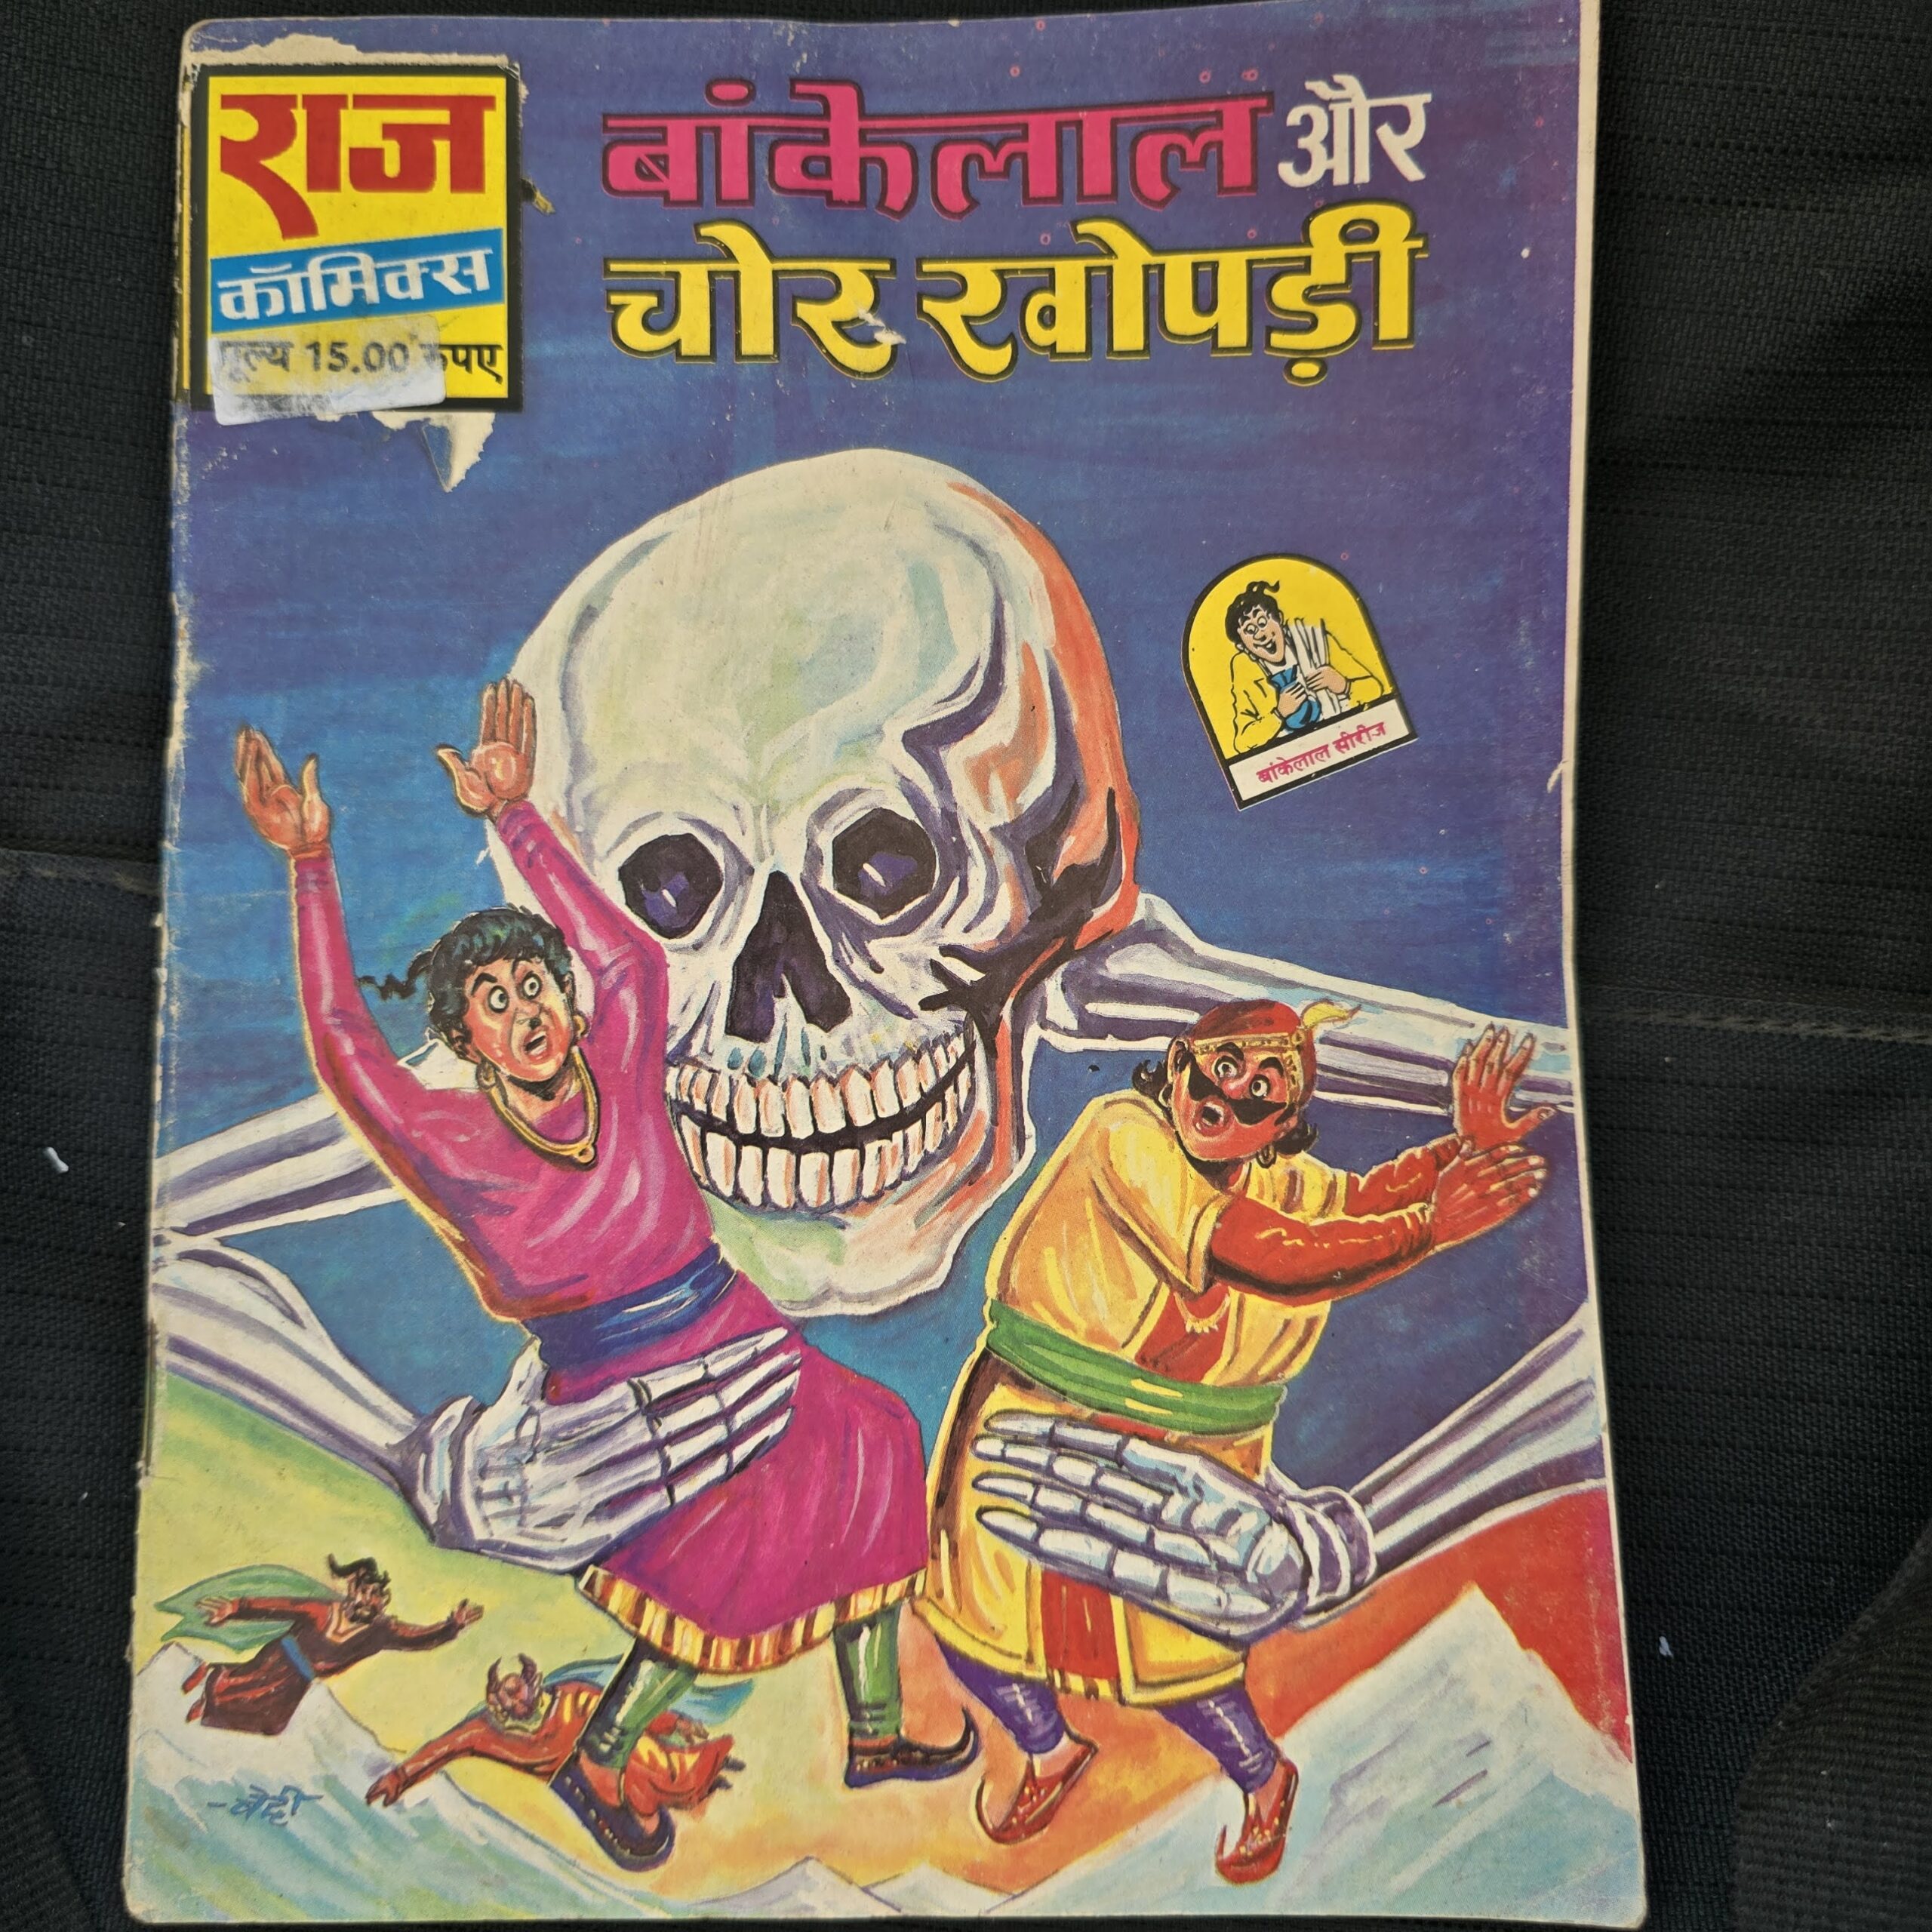 राज
कॉमिक्स
मूल्य 15.00 रुपए
बांकेलाल और
चोर खोपड़ी
बांकेलाल सीरीज
-बेदी